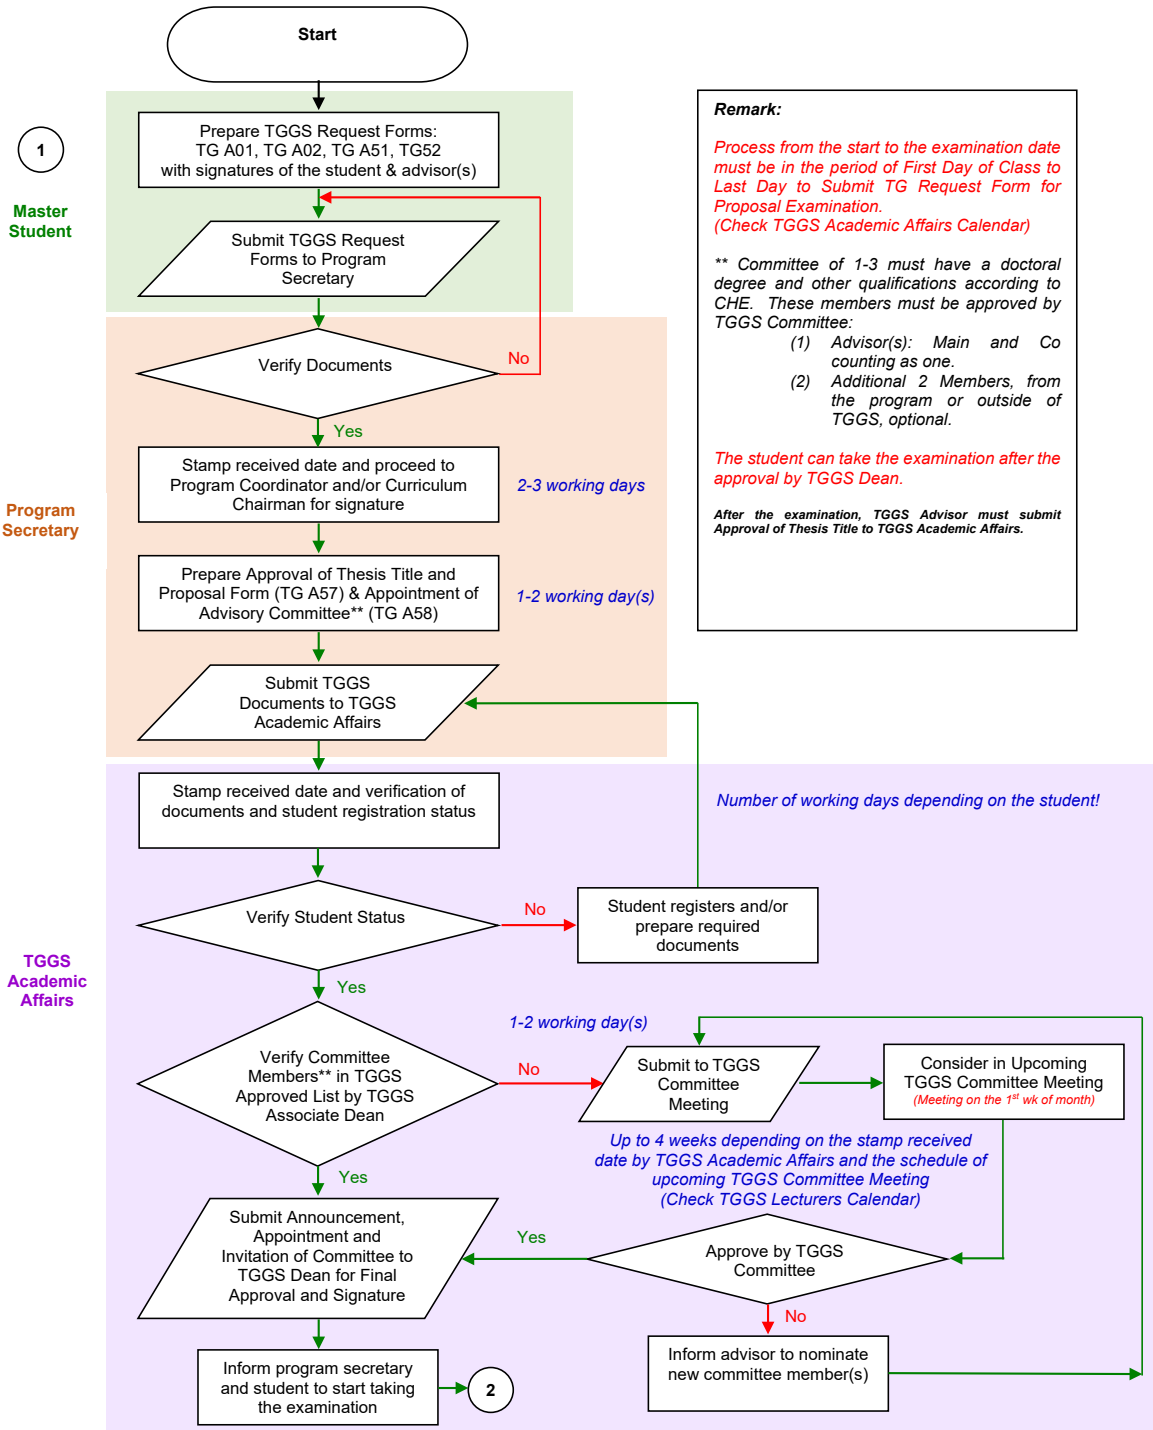 Start
1
Master
Student
Prepare TGGS Request Forms:
TG A01, TG A02, TG A51, TG52
with signatures of the student & advisor(s)
Submit TGGS Request
Forms to Program
Secretary
Remark:
Process from the start to the examination date
must be in the period of First Day of Class to
Last Day to Submit TG Request Form for
Proposal Examination.
(Check TGGS Academic Affairs Calendar)
** Committee of 1-3 must have a doctoral
degree and other qualifications according to
CHE. These members must be approved by
TGGS Committee:
(1) Advisor(s): Main and Co
counting as one.
(2) Additional 2 Members, from
the program or outside of
TGGS, optional.
The student can take the examination after the
approval by TGGS Dean.
After the examination, TGGS Advisor must submit
Approval of Thesis Title to TGGS Academic Affairs.
Program
Secretary
Verify Documents
No
Yes
Stamp received date and proceed to
Program Coordinator and/or Curriculum
Chairman for signature
2-3 working days
Prepare Approval of Thesis Title and
Proposal Form (TG A57) & Appointment of
Advisory Committee** (TG A58)
1-2 working day(s)
Submit TGGS
Documents to TGGS
Academic Affairs
TGGS
Academic
Affairs
Stamp received date and verification of
documents and student registration status
Number of working days depending on the student!
Verify Student Status
No
Student registers and/or
prepare required
documents
Yes
1-2 working day(s)
Verify Committee
Members** in TGGS
Approved List by TGGS
Associate Dean
No
Submit to TGGS
Committee
Meeting
Consider in Upcoming
TGGS Committee Meeting
(Meeting on the 1st wk of month)
Up to 4 weeks depending on the stamp received
date by TGGS Academic Affairs and the schedule of
upcoming TGGS Committee Meeting
(Check TGGS Lecturers Calendar)
Yes
Submit Announcement,
Appointment and
Invitation of Committee to
TGGS Dean for Final
Approval and Signature
Yes
Approve by TGGS
Committee
No
Inform advisor to nominate
new committee member(s)
Inform program secretary
and student to start taking
the examination
2